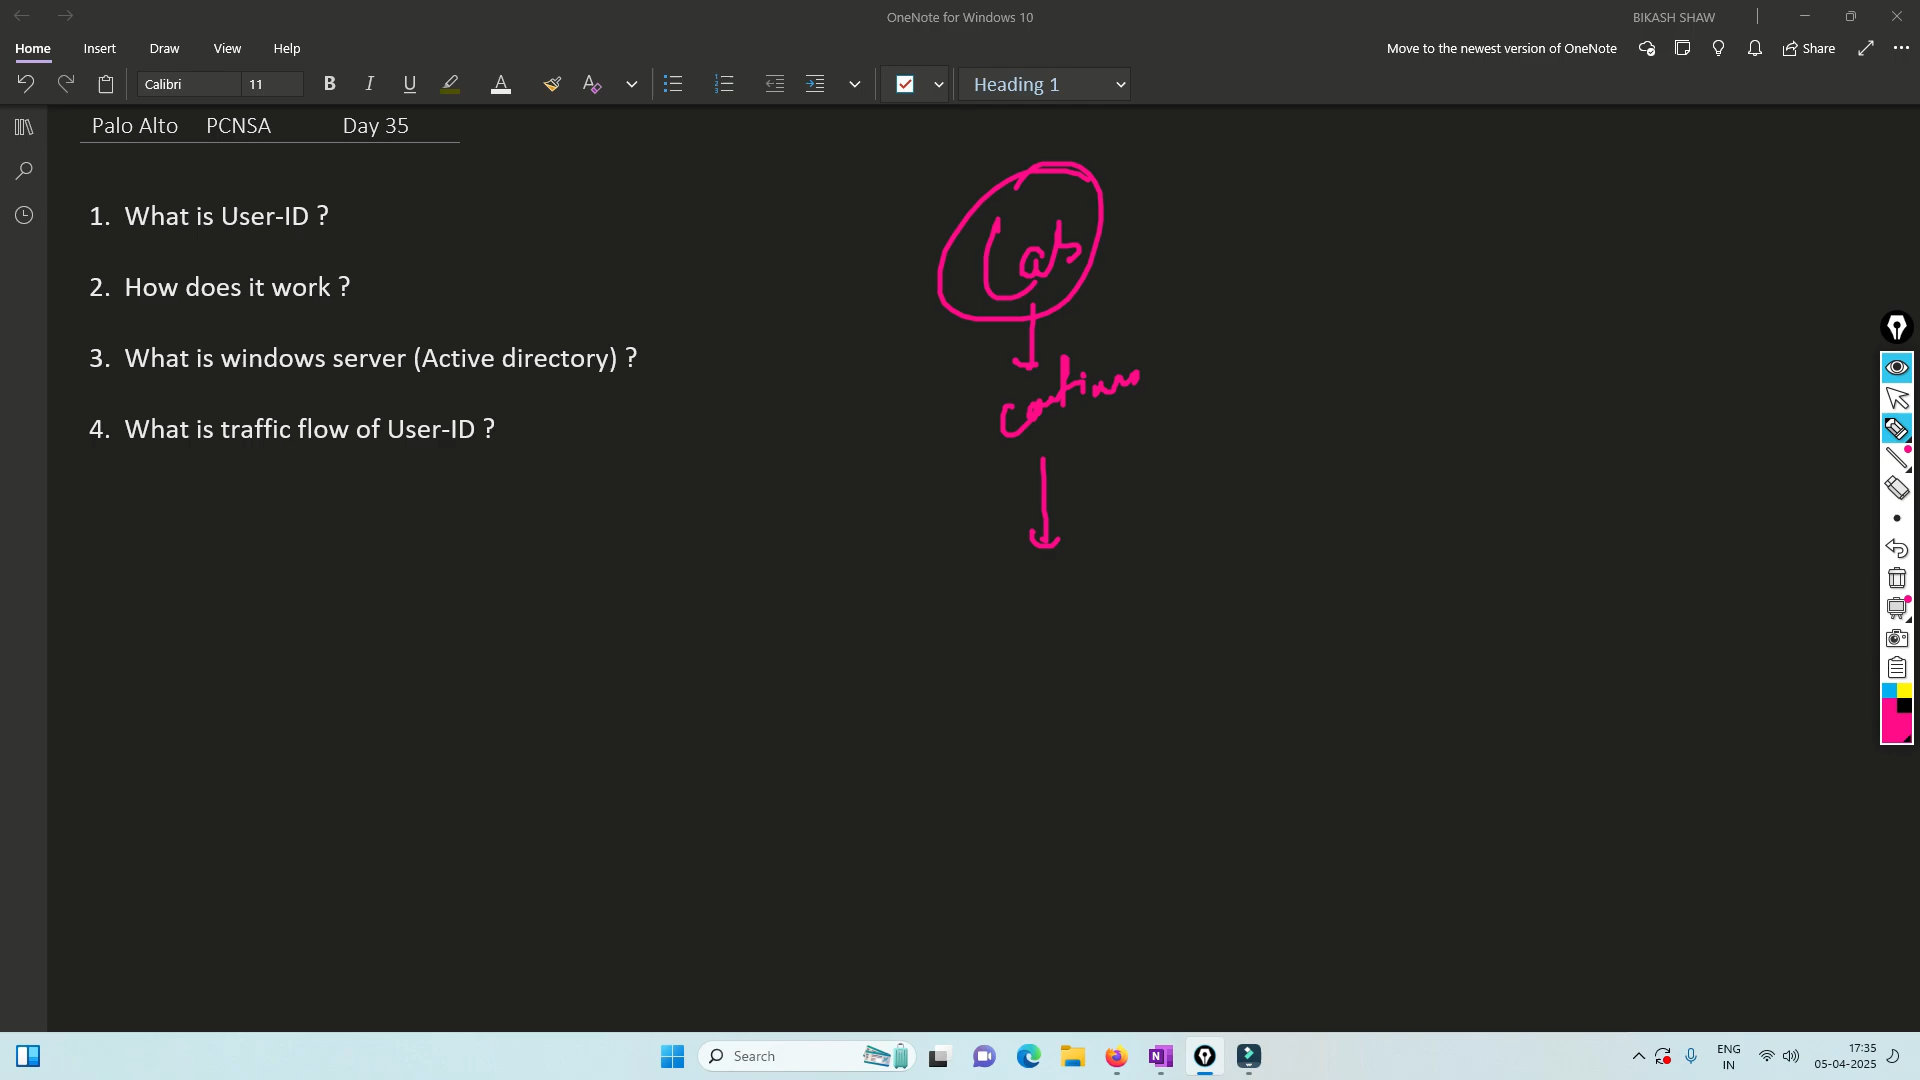 OneNote for Windows 10
BIKASH SHAW
Home Insert Draw View Help
Move to the newest version of OneNote
Share
Calibri 11 B I U A A Heading 1
Palo Alto PCNSA Day 35
1. What is User-ID ?
2. How does it work ?
3. What is windows server (Active directory) ?
4. What is traffic flow of User-ID ?
Lab
Search
N
ENG
IN
17:35
05-04-2025